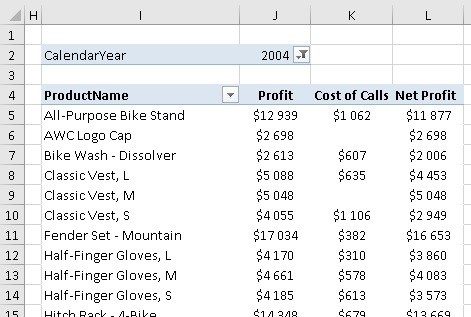 H I J K L
1
2 CalendarYear 2004
3
4 ProductName Profit Cost of Calls Net Profit
5 All-Purpose Bike Stand $12 939 $1 062 $11 877
6 AWC Logo Cap $2 698 $2 698
7 Bike Wash - Dissolver $2 613 $607 $2 006
8 Classic Vest, L $5 088 $635 $4 453
9 Classic Vest, M $5 048 $5 048
10 Classic Vest, S $4 055 $1 106 $2 949
11 Fender Set - Mountain $17 034 $382 $16 653
12 Half-Finger Gloves, L $4 170 $310 $3 860
13 Half-Finger Gloves, M $4 661 $578 $4 083
14 Half-Finger Gloves, S $4 185 $613 $3 573
15 Hitch Rack - 4-Bike $14 348 $679 $13 669